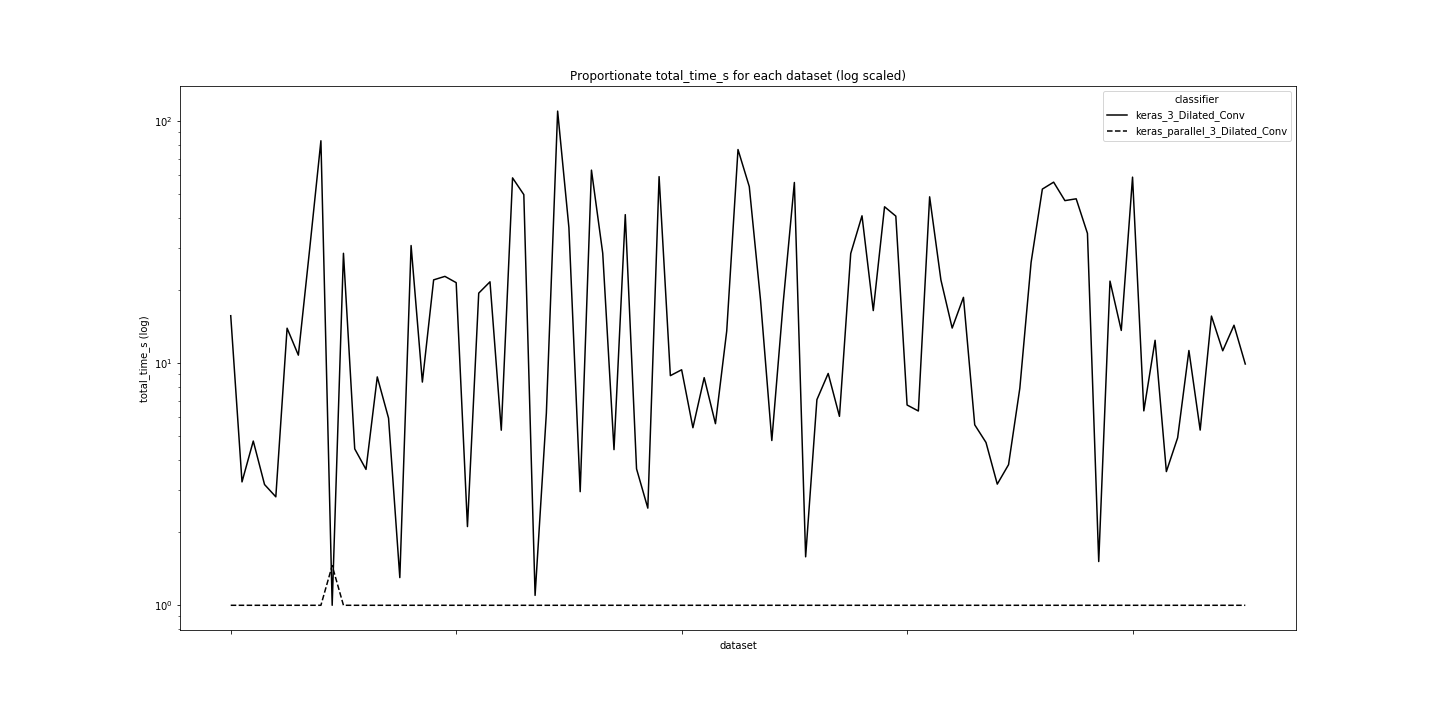 Proportionate total_time_s for each dataset (log scaled)
classifier
keras_3_Dilated_Conv
keras_parallel_3_Dilated_Conv
total_time_s (log)
10²
10¹
10⁰
dataset